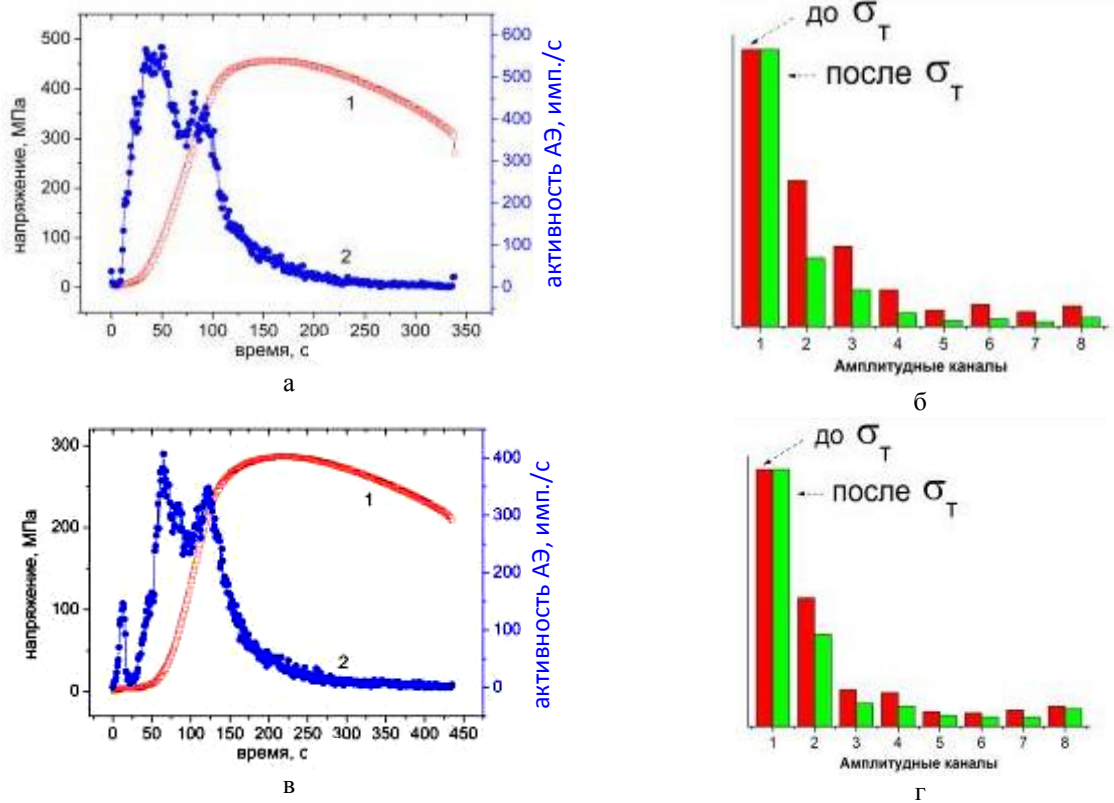 напряжение, МПа
500
400
300
200
100
0
1
2
600
500
400
300
200
100
0
активность АЭ, имп./с
0 50 100 150 200 250 300 350
время, с
а
до σт
после σт
1 2 3 4 5 6 7 8
Амплитудные каналы
б
напряжение, МПа
300
200
100
0
1
2
400
300
200
100
0
активность АЭ, имп./с
0 50 100 150 200 250 300 350 400 450
время, с
в
до σт
после σт
1 2 3 4 5 6 7 8
Амплитудные каналы
г